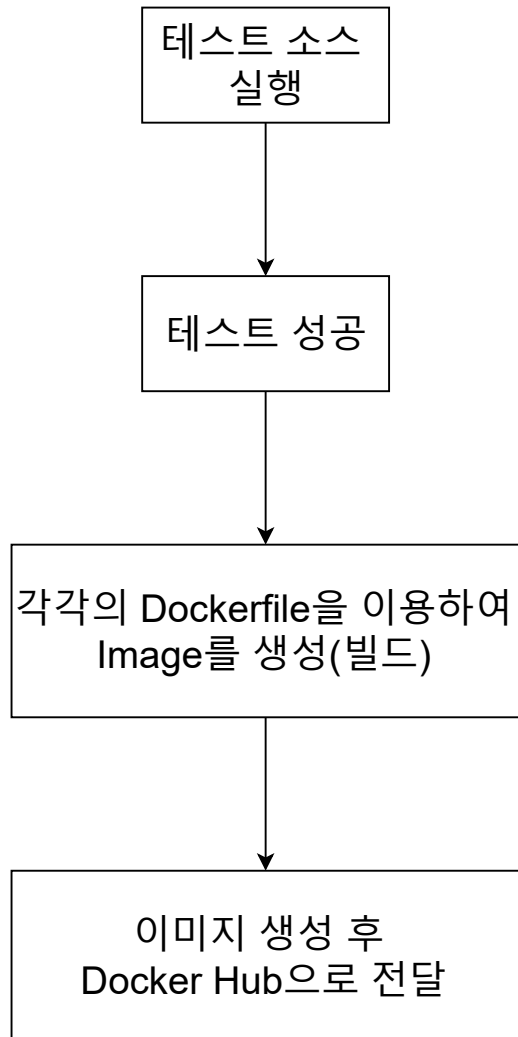 테스트 소스
실행
테스트 성공
각각의 Dockerfile을 이용하여
Image를 생성(빌드)
이미지 생성 후
Docker Hub으로 전달